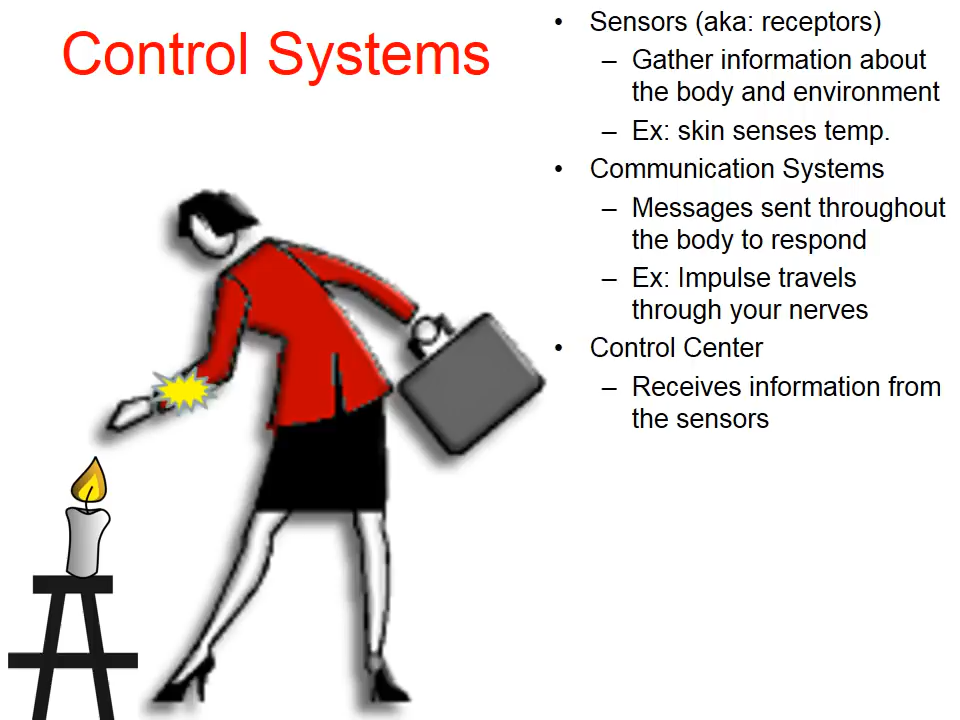 Control Systems
• Sensors (aka: receptors)
– Gather information about
the body and environment
– Ex: skin senses temp.
• Communication Systems
– Messages sent throughout
the body to respond
– Ex: Impulse travels
through your nerves
• Control Center
– Receives information from
the sensors